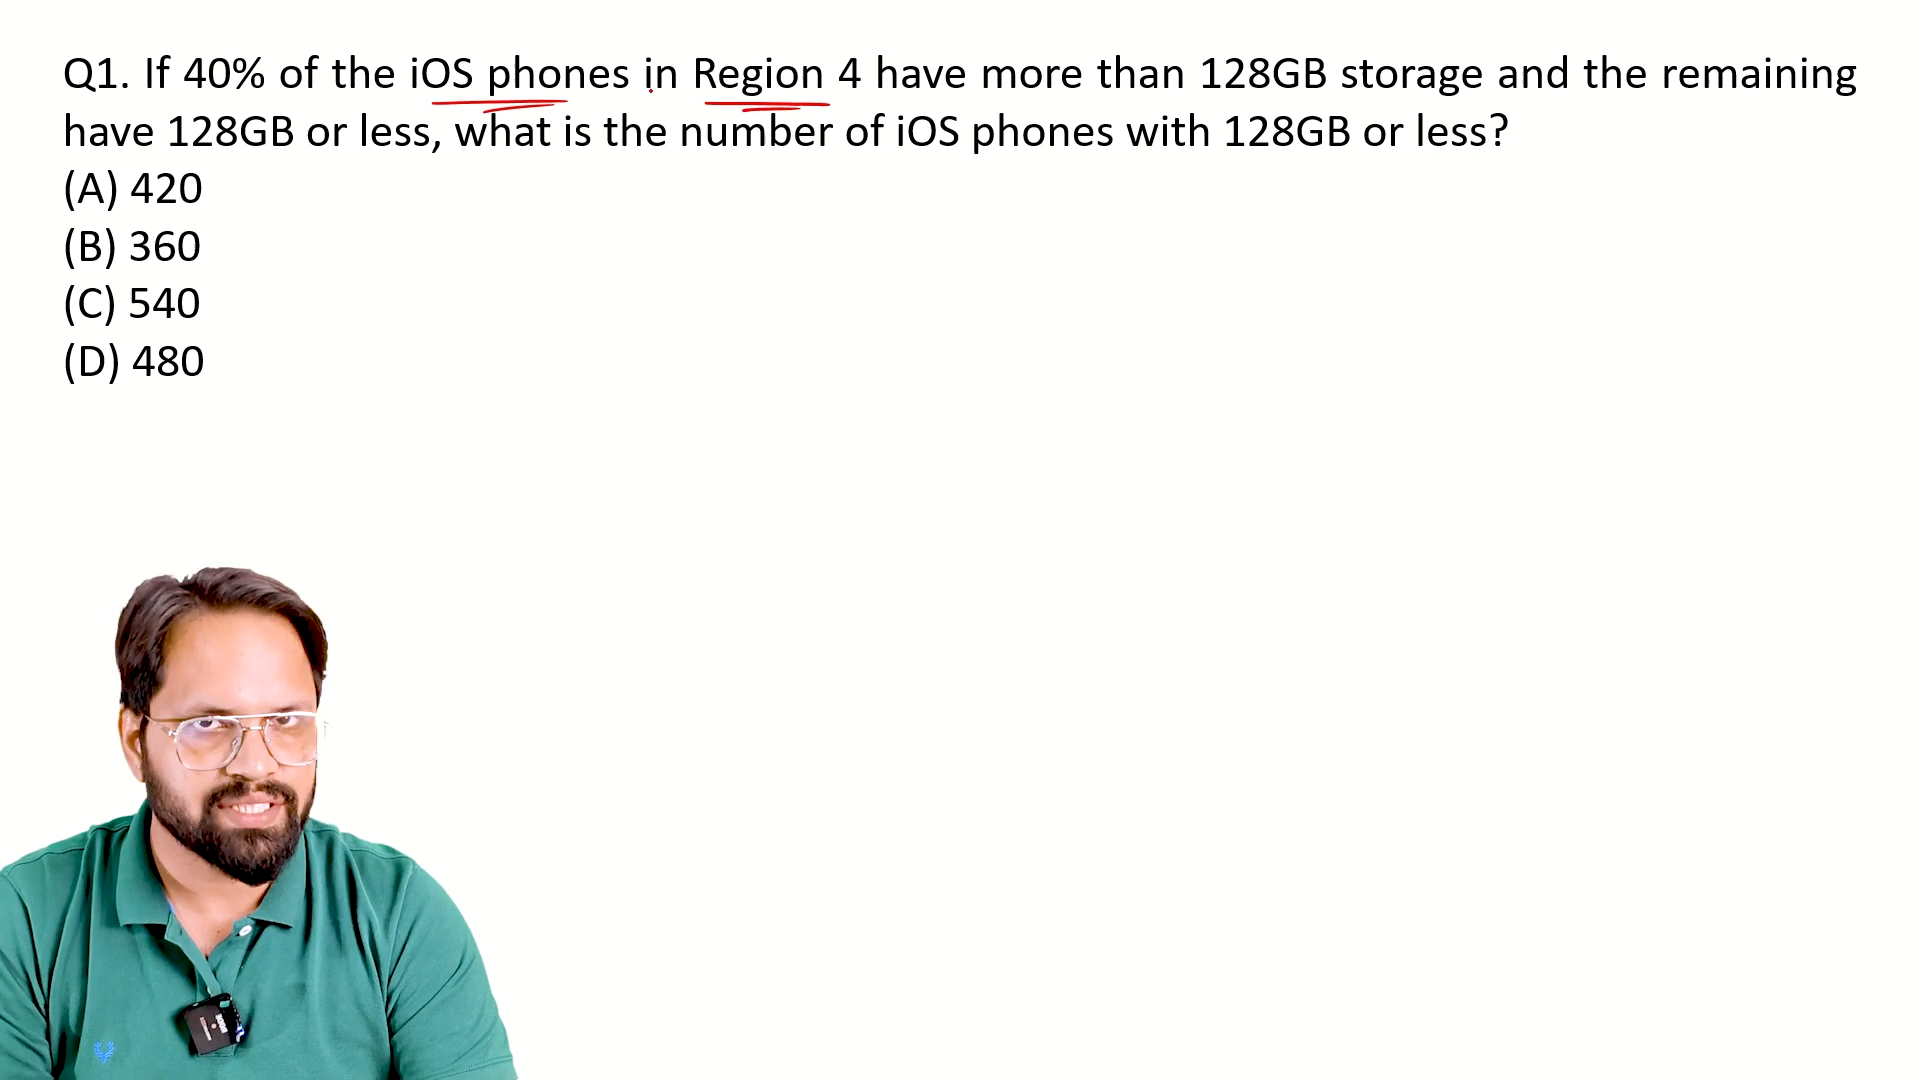 Q1. If 40% of the iOS phones in Region 4 have more than 128GB storage and the remaining
have 128GB or less, what is the number of iOS phones with 128GB or less?
(A) 420
(B) 360
(C) 540
(D) 480